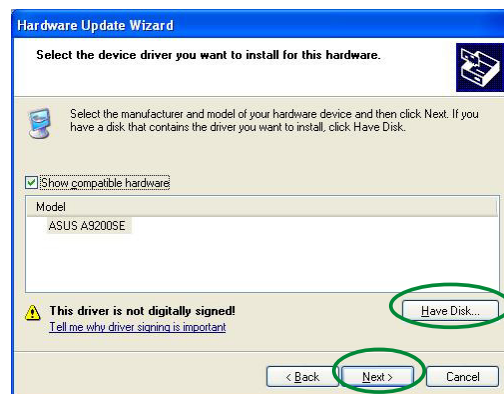 Hardware Update Wizard
Select the device driver you want to install for this hardware.
Select the manufacturer and model of your hardware device and then click Next. If you
have a disk that contains the driver you want to install, click Have Disk.
Show compatible hardware
Model
ASUS A9200SE
This driver is not digitally signed!
Tell me why driver signing is important
Have Disk...
< Back
Next >
Cancel